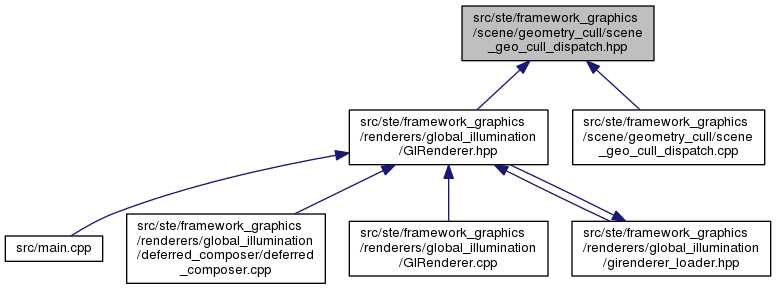 src/ste/framework_graphics
/scene/geometry_cull/scene
_geo_cull_dispatch.hpp
src/ste/framework_graphics
/renderers/global_illumination
/GIRenderer.hpp
src/ste/framework_graphics
/scene/geometry_cull/scene
_geo_cull_dispatch.cpp
src/main.cpp
src/ste/framework_graphics
/renderers/global_illumination
/deferred_composer/deferred
_composer.cpp
src/ste/framework_graphics
/renderers/global_illumination
/GIRenderer.cpp
src/ste/framework_graphics
/renderers/global_illumination
/girenderer_loader.hpp